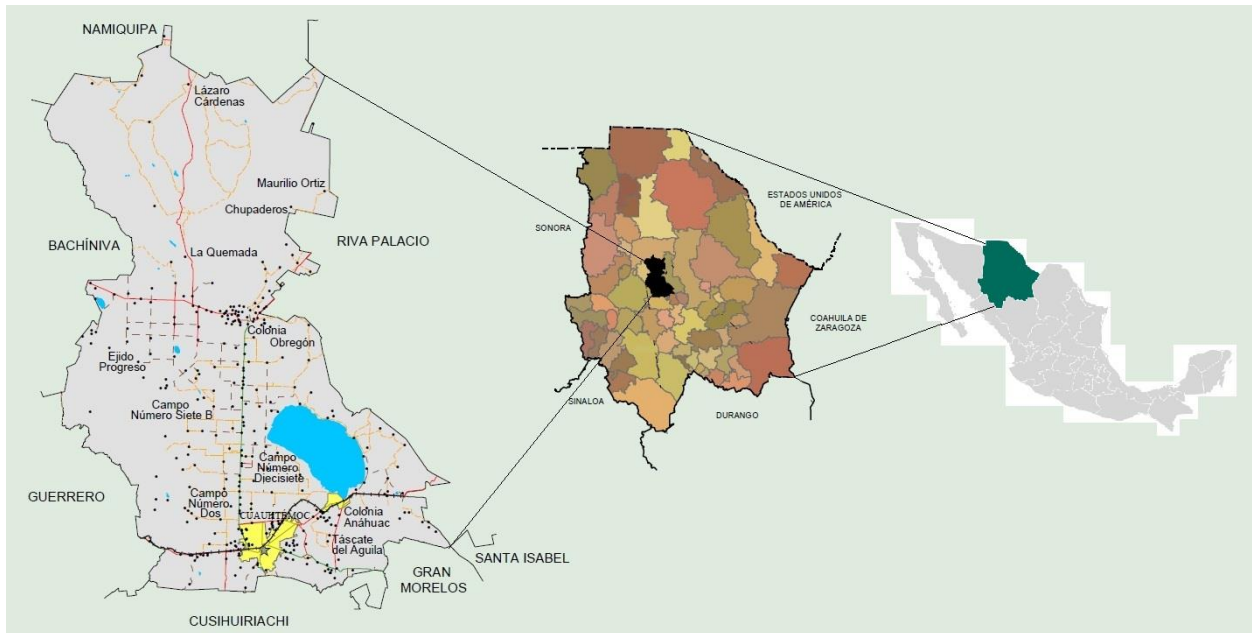 NAMIQUIPA
Lázaro
Cárdenas
Maurilio Ortiz
Chupaderos
BACHÍNIVA
RIVA PALACIO
La Quemada
Colonia
Obregón
Ejido
Progreso
Campo
Número Siete B
Campo
Número
Diecisiete
GUERRERO
Campo
Número
Dos
CUAUHTÉMOC
Colonia
Anáhuac
Táscate
del Aguila
SANTA ISABEL
GRAN
MORELOS
CUSIHUIRIACHI
SONORA
ESTADOS UNIDOS
DE AMÉRICA
COAHUILA DE
ZARAGOZA
SINALOA
DURANGO